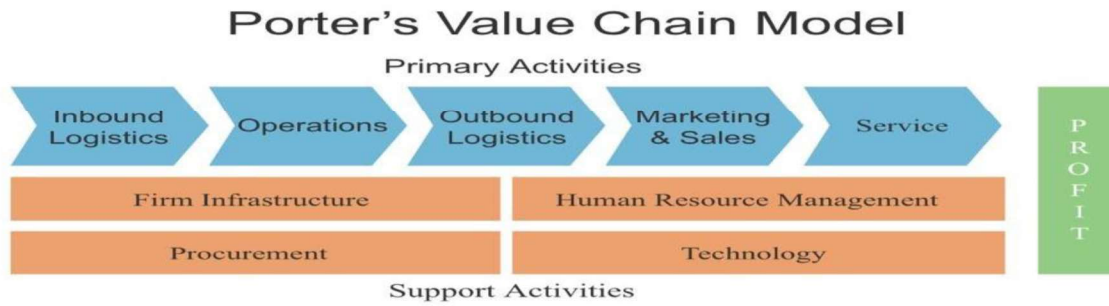 Porter's Value Chain Model
Primary Activities
Inbound
Logistics
Operations
Outbound
Logistics
Marketing
& Sales
Service
Firm Infrastructure
Human Resource Management
Procurement
Technology
Support Activities
PROFIT